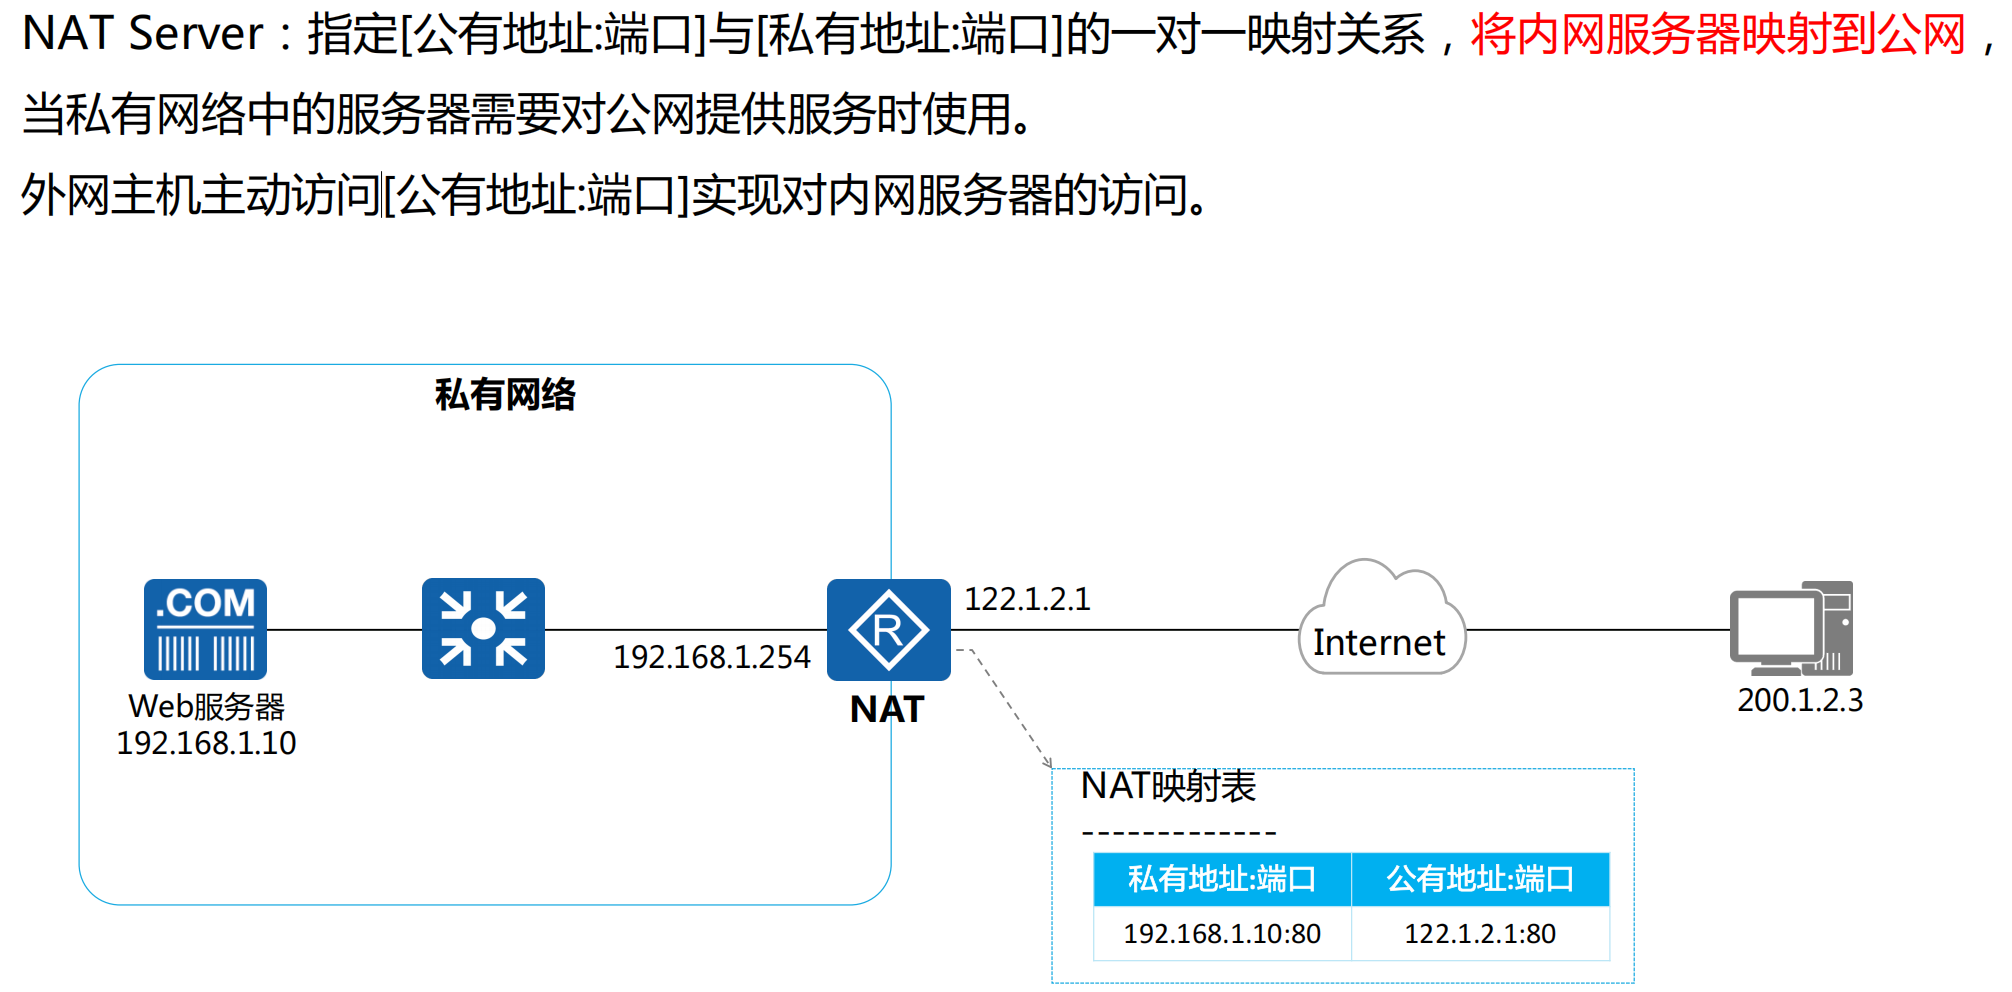 NAT Server：指定[公有地址:端口]与[私有地址:端口]的一对一映射关系，将内网服务器映射到公网，
当私有网络中的服务器需要对公网提供服务时使用。
外网主机主动访问[公有地址:端口]实现对内网服务器的访问。
私有网络
.COM
Web服务器
192.168.1.10
192.168.1.254
R
NAT
122.1.2.1
Internet
200.1.2.3
NAT映射表
-------------
私有地址:端口 公有地址:端口
192.168.1.10:80 122.1.2.1:80